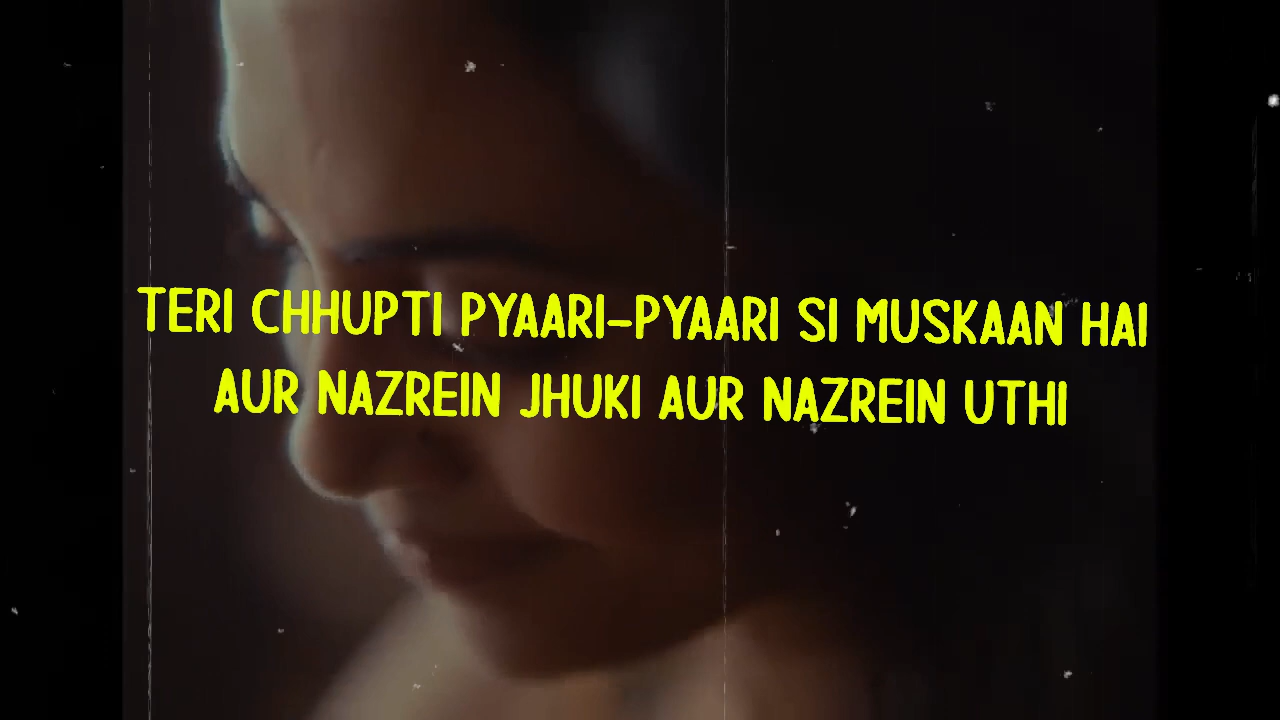 TERI CHHUPTI PYAARI-PYAARI SI MUSKAAN HAI
AUR NAZREIN JHUKI AUR NAZREIN UTHI